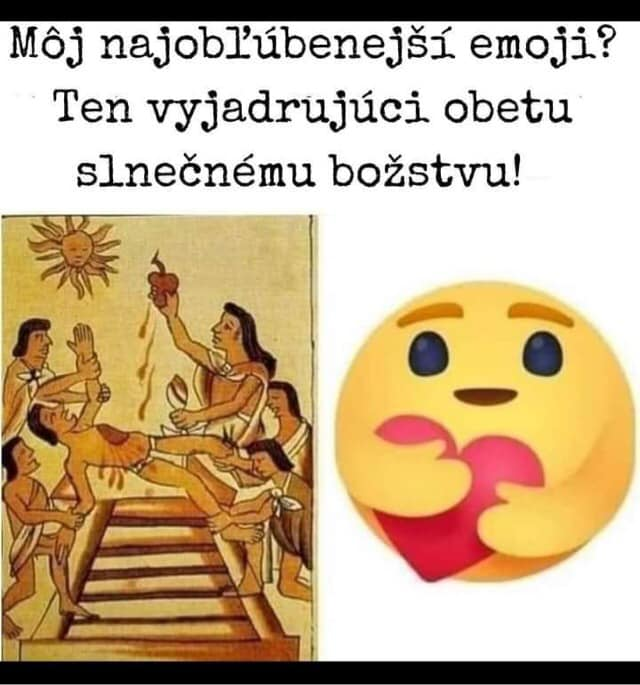 Môj najobľúbenejší emoji?
Ten vyjadrujúci obetu
slnečnému božstvu!